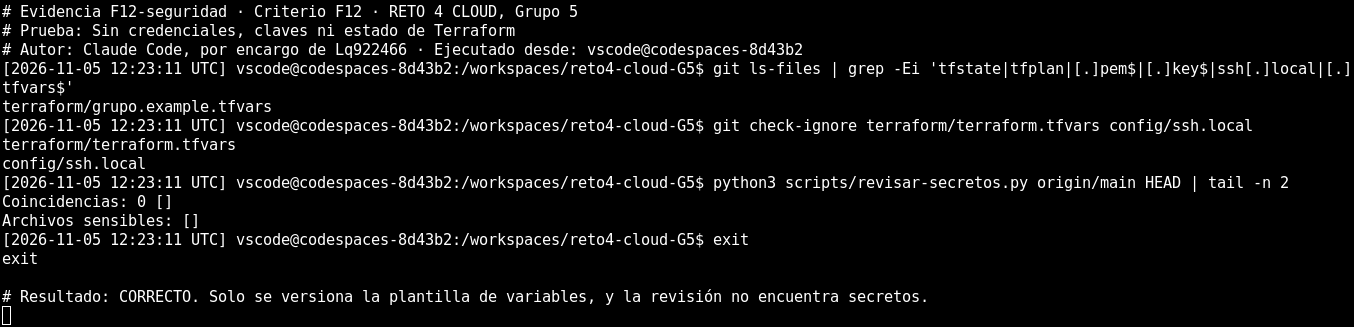 # Evidencia F12-seguridad · Criterio F12 · RETO 4 CLOUD, Grupo 5
# Prueba: Sin credenciales, claves ni estado de Terraform
# Autor: Claude Code, por encargo de Lq922466 · Ejecutado desde: vscode@codespaces-8d43b2
[2026-11-05 12:23:11 UTC] vscode@codespaces-8d43b2:/workspaces/reto4-cloud-G5$ git ls-files | grep -Ei 'tfstate|tfplan|[.]pem$|[.]key$|ssh[.]local|[.]
tfvars$'
terraform/grupo.example.tfvars
[2026-11-05 12:23:11 UTC] vscode@codespaces-8d43b2:/workspaces/reto4-cloud-G5$ git check-ignore terraform/terraform.tfvars config/ssh.local
terraform/terraform.tfvars
config/ssh.local
[2026-11-05 12:23:11 UTC] vscode@codespaces-8d43b2:/workspaces/reto4-cloud-G5$ python3 scripts/revisar-secretos.py origin/main HEAD | tail -n 2
Coincidencias: 0 []
Archivos sensibles: []
[2026-11-05 12:23:11 UTC] vscode@codespaces-8d43b2:/workspaces/reto4-cloud-G5$ exit
exit
# Resultado: CORRECTO. Solo se versiona la plantilla de variables, y la revisión no encuentra secretos.